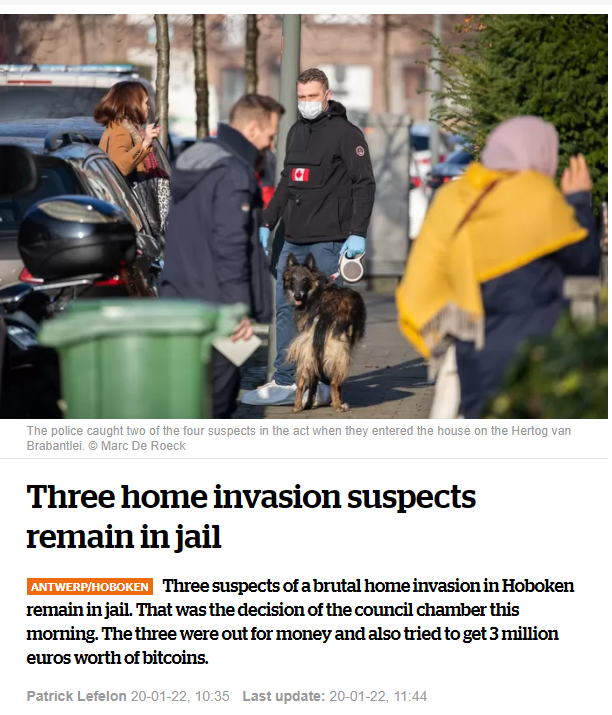 The police caught two of the four suspects in the act when they entered the house on the Hertog van
Brabantlei. © Marc De Roeck
Three home invasion suspects
remain in jail
ANTWERP/HOBOKEN Three suspects of a brutal home invasion in Hoboken
remain in jail. That was the decision of the council chamber this
morning. The three were out for money and also tried to get 3 million
euros worth of bitcoins.
Patrick Lefelon 20-01-22, 10:35 Last update: 20-01-22, 11:44